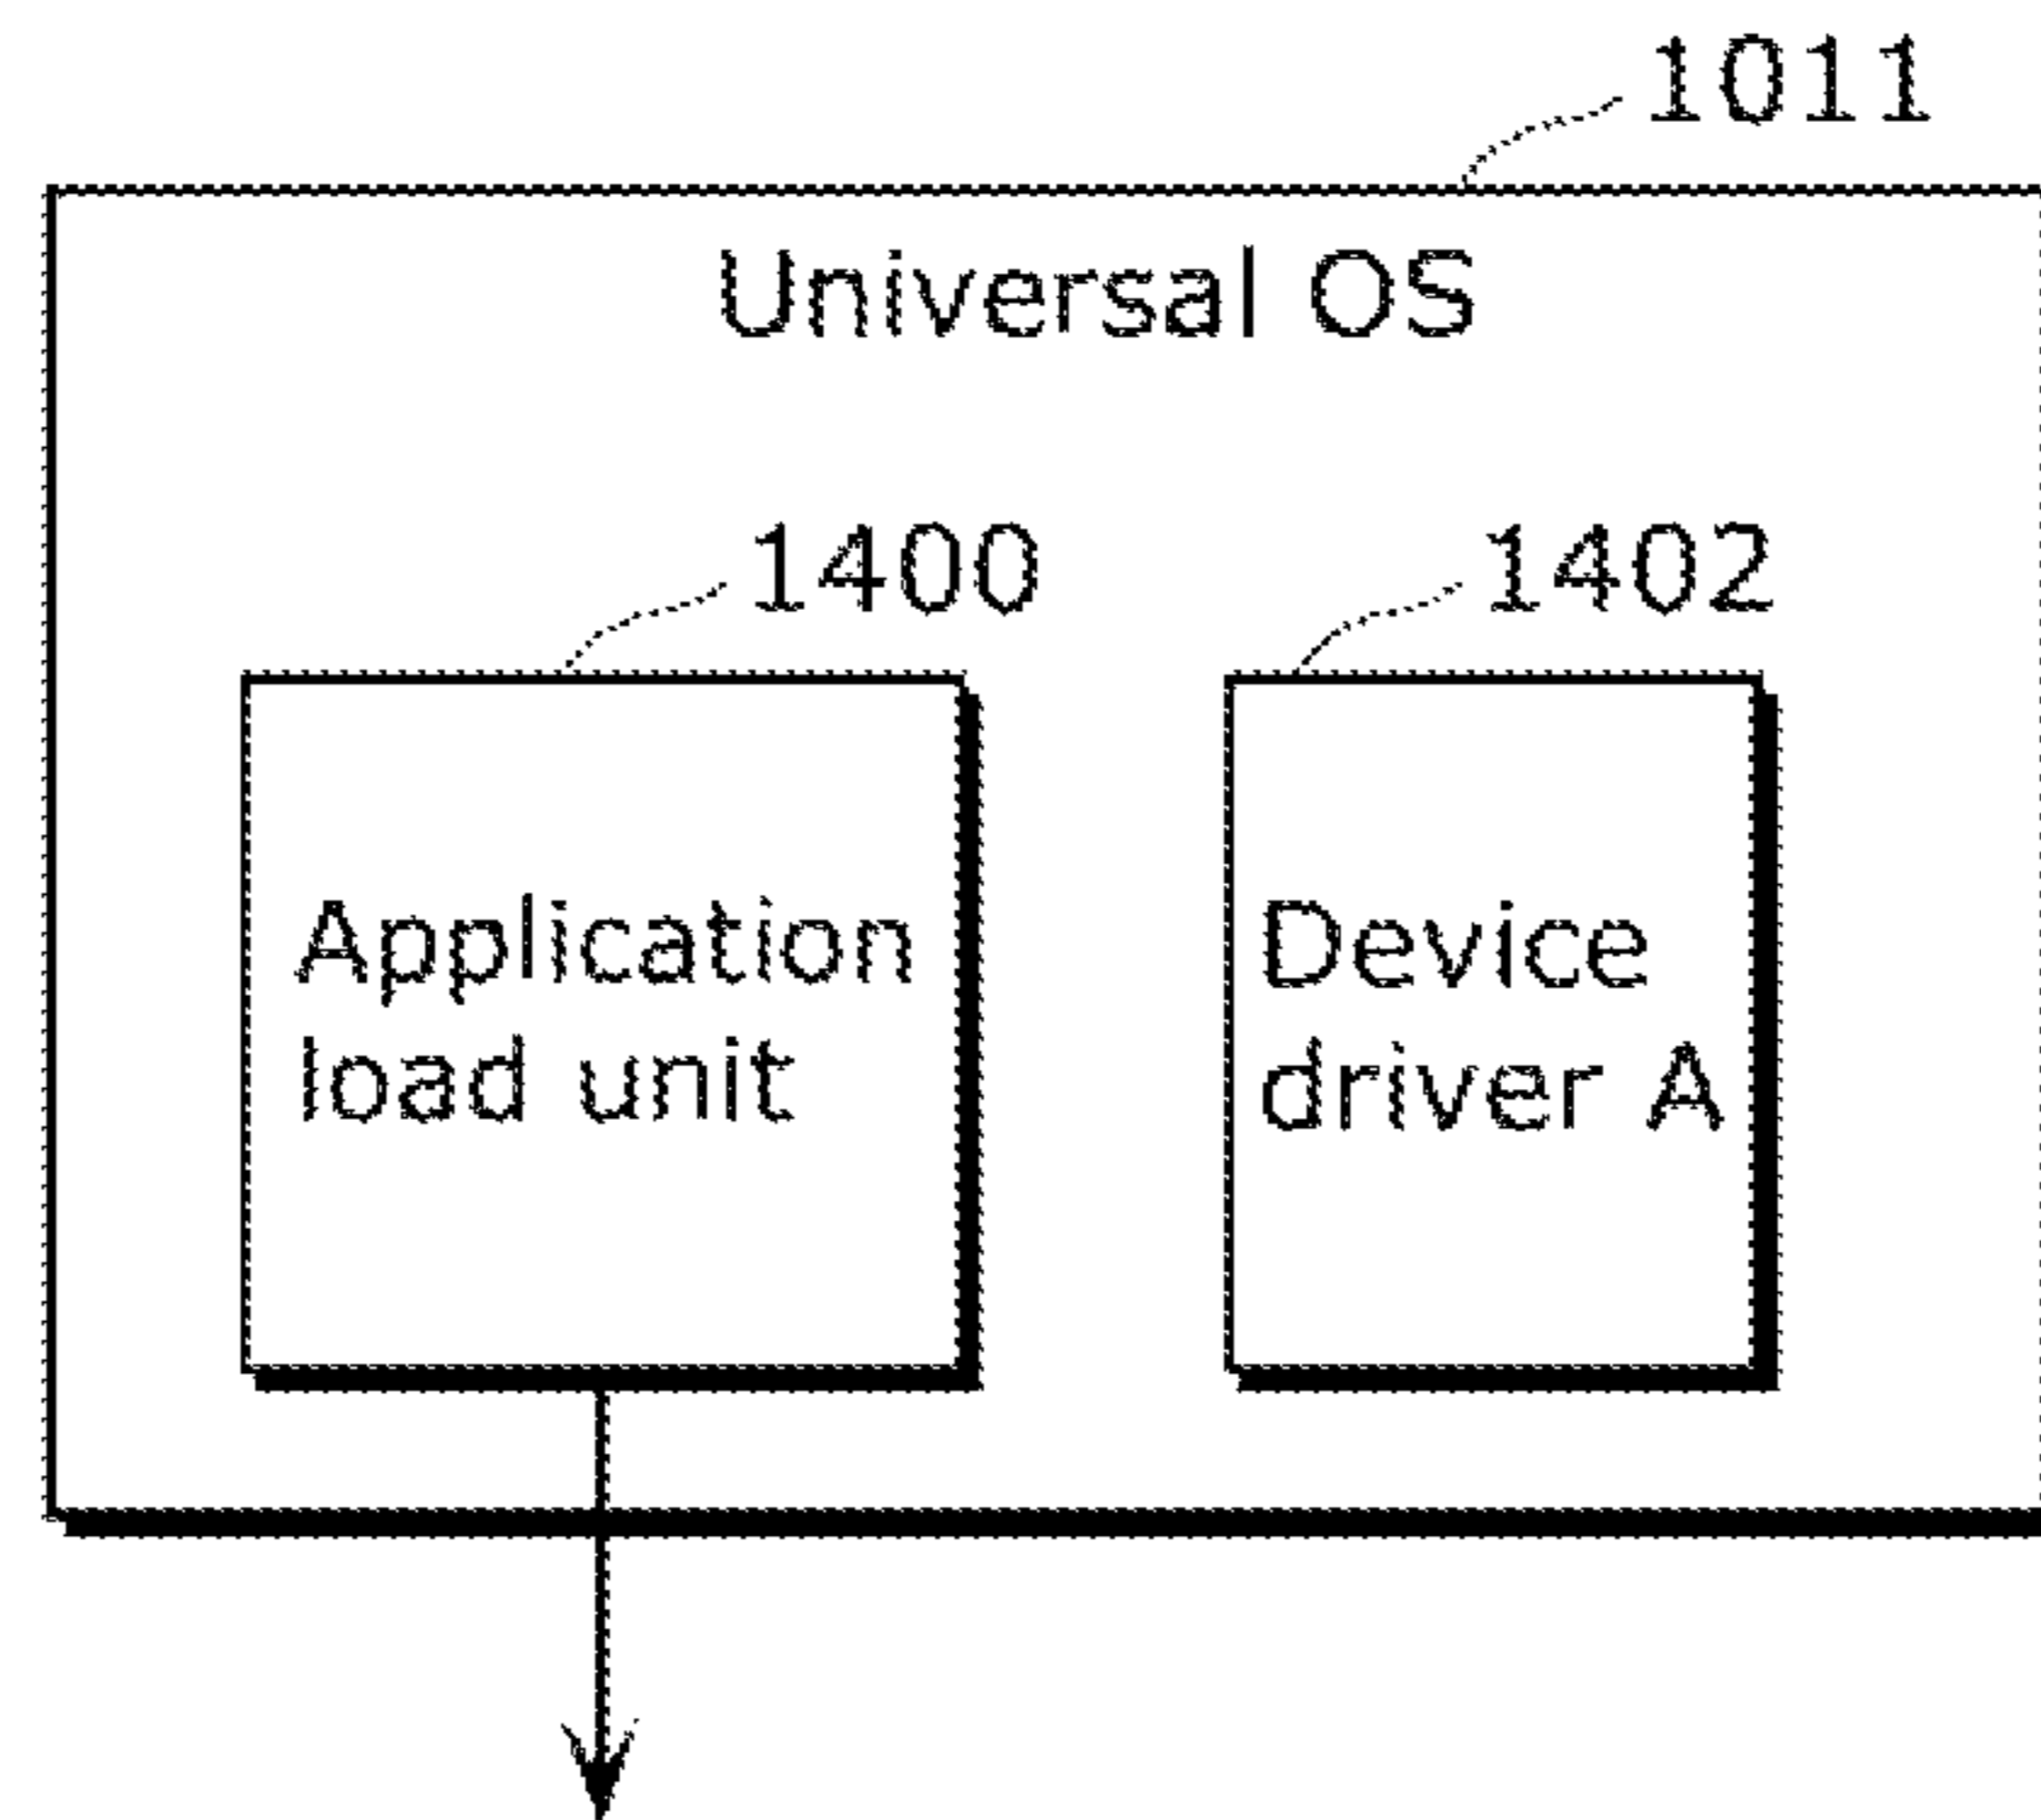 1011
Universal OS
1400
1402
Application
load unit
Device
driver A